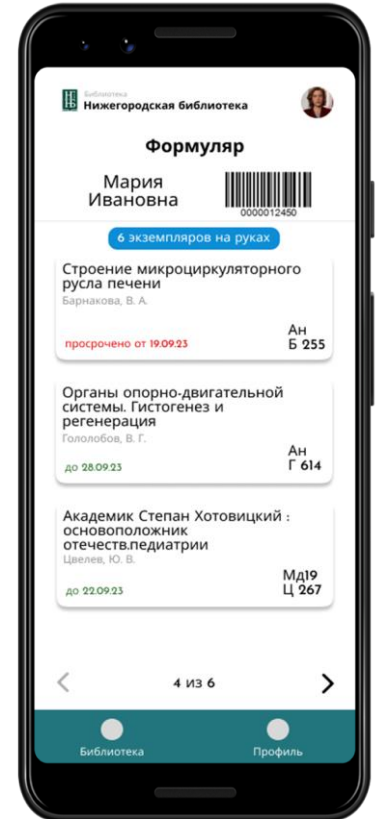 Библиотека
Нижегородская библиотека
Формуляр
Мария
Ивановна
0000012450
6 экземпляров на руках
Строение микроциркуляторного
русла печени
Барнакова, В. А.
просрочено от 19.09.23
Ан
Б 255
Органы опорно-двигательной
системы. Гистогенез и
регенерация
Гололобов, В. Г.
до 28.09.23
Ан
Г 614
Академик Степан Хотовицкий :
основоположник
отечеств.педиатрии
Цвелев, Ю. В.
до 22.09.23
Мд19
Ц 267
4 из 6
Библиотека
Профиль